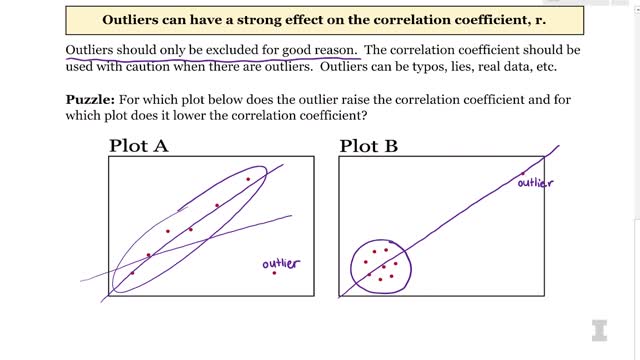 Outliers can have a strong effect on the correlation coefficient, r.
Outliers should only be excluded for good reason. The correlation coefficient should be
used with caution when there are outliers. Outliers can be typos, lies, real data, etc.
Puzzle: For which plot below does the outlier raise the correlation coefficient and for
which plot does it lower the correlation coefficient?
Plot A
Plot B
outlier
outlier